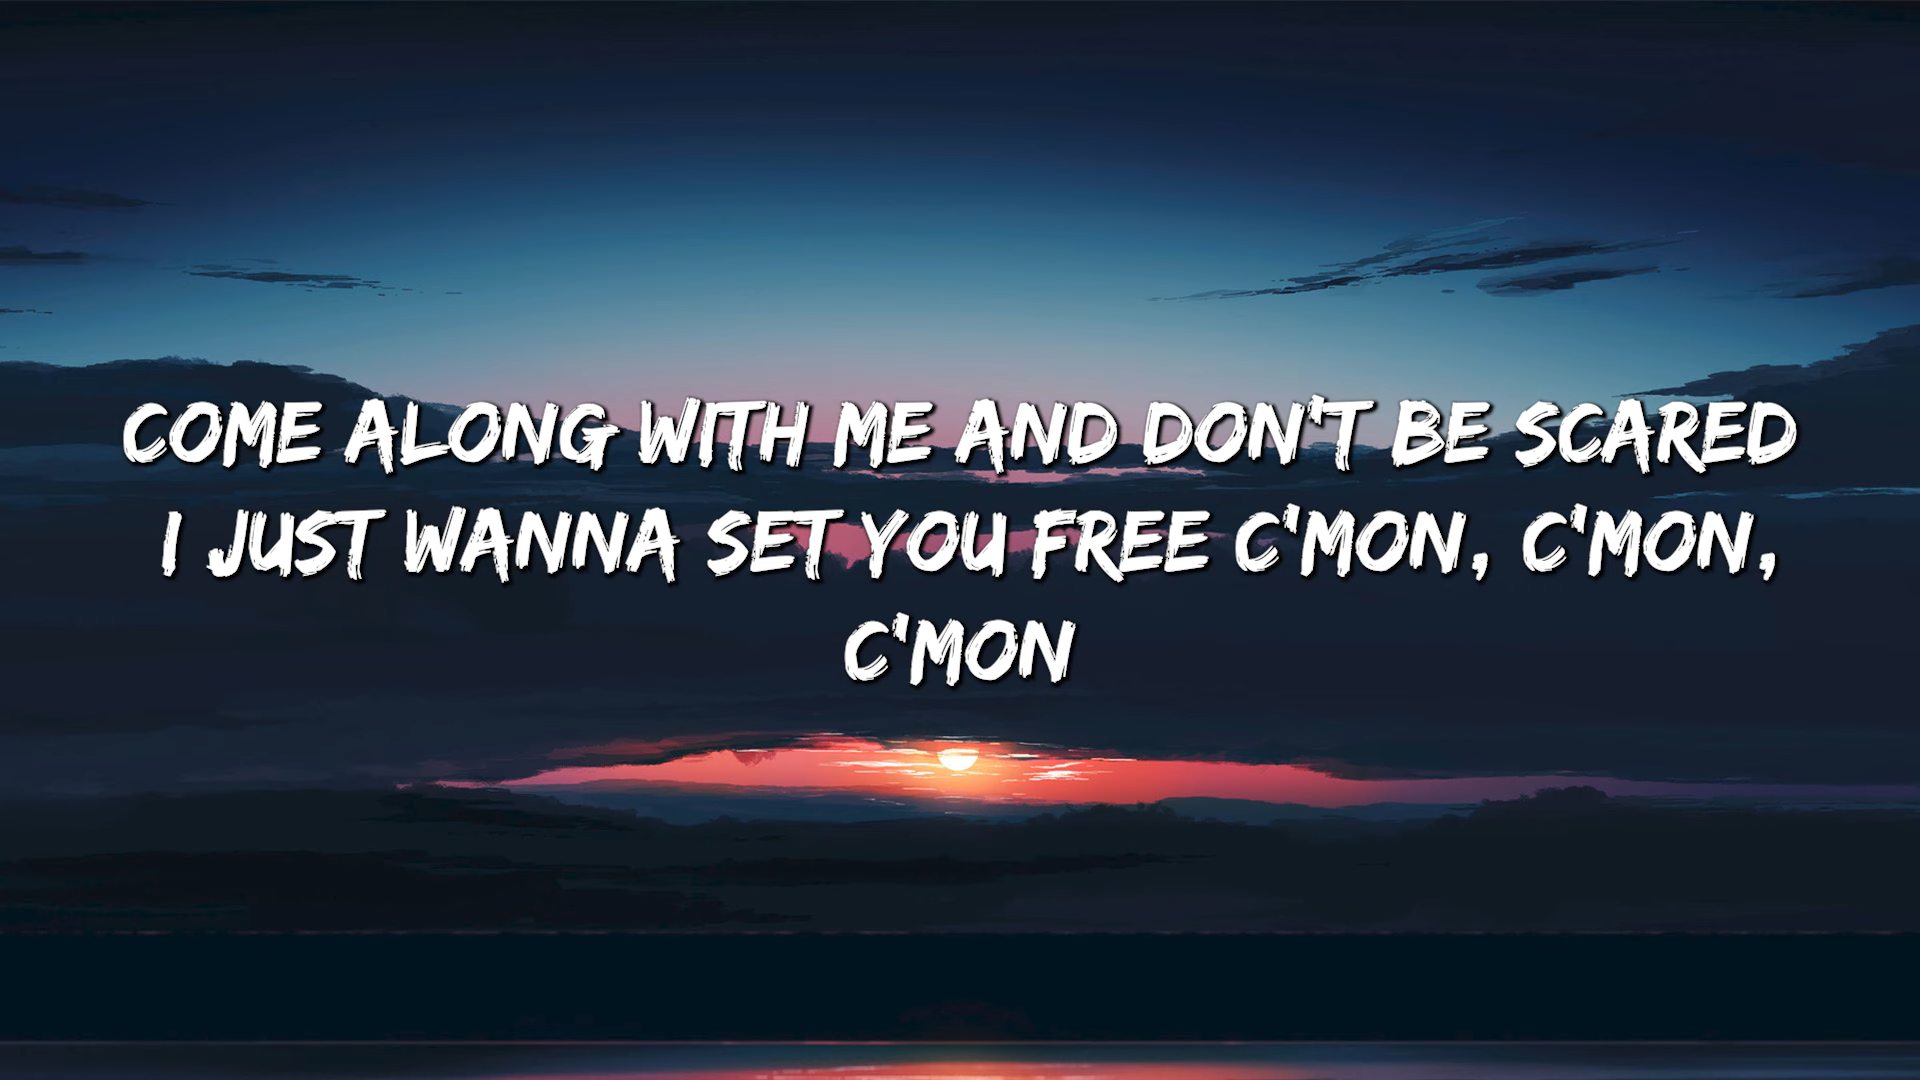 COME ALONG WITH ME AND DON'T BE SCARED
I JUST WANNA SET YOU FREE C'MON, C'MON,
C'MON